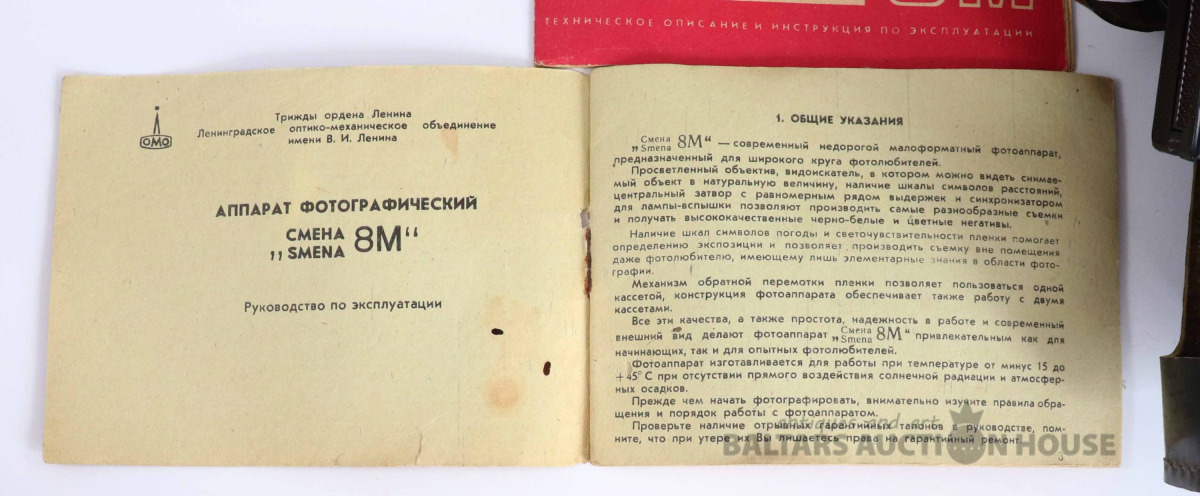 8М
ТЕХНИЧЕСКОЕ ОПИСАНИЕ И ИНСТРУКЦИЯ ПО ЭКСПЛУАТАЦИИ
ЛОМО
Трижды ордена Ленина
Ленинградское оптико-механическое объединение
имени В. И. Ленина
АППАРАТ ФОТОГРАФИЧЕСКИЙ
СМЕНА
„SMENA 8М“
Руководство по эксплуатации
1. ОБЩИЕ УКАЗАНИЯ
Смена
„Smena 8М“ — современный недорогой малоформатный фотоаппарат,
предназначенный для широкого круга фотолюбителей.
Просветленный объектив, видоискатель, в котором можно видеть снимае-
мый объект в натуральную величину, наличие шкалы символов расстояний,
центральный затвор с равномерным рядом выдержек и синхронизатором
для лампы-вспышки позволяют производить самые разнообразные съемки
и получать высококачественные черно-белые и цветные негативы.
Наличие шкал символов погоды и светочувствительности пленки помогает
определению экспозиции и позволяет производить съемку вне помещения
даже фотолюбителю, имеющему лишь элементарные знания в области фото-
графии.
Механизм обратной перемотки пленки позволяет пользоваться одной
кассетой, конструкция фотоаппарата обеспечивает также работу с двумя
кассетами.
Все эти качества, а также простота, надежность в работе и современный
внешний вид делают фотоаппарат „Смена
Smena 8М“ привлекательным как для
начинающих, так и для опытных фотолюбителей.
Фотоаппарат изготавливается для работы при температуре от минус 15 до
+45° С при отсутствии прямого воздействия солнечной радиации и атмосфер-
ных осадков.
Прежде чем начать фотографировать, внимательно изучите правила обра-
щения и порядок работы с фотоаппаратом.
Проверьте наличие отрывных гарантийных талонов в руководстве, пом-
ните, что при утере их Вы лишаетесь права на гарантийный ремонт.
3
antiques and art
BALTARS AUCTION HOUSE